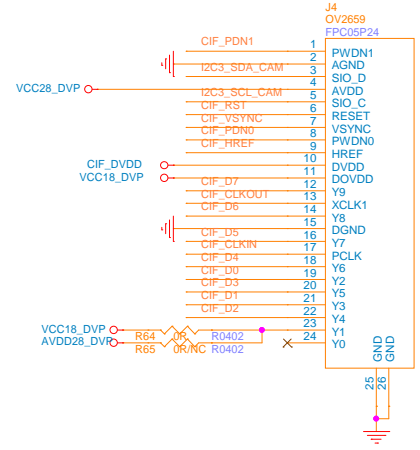 J4
OV2659
FPC05P24
CIF_PDN1 1 PWDN1
2 AGND
I2C3_SDA_CAM 3 SIO_D
VCC28_DVP 4 AVDD
I2C3_SCL_CAM 5 SIO_C
CIF_RST 6 RESET
CIF_VSYNC 7 VSYNC
CIF_PDN0 8 PWDN0
CIF_HREF 9 HREF
CIF_DVDD 10 DVDD
VCC18_DVP 11 DOVDD
CIF_D7 12 Y9
CIF_CLKOUT 13 XCLK1
CIF_D6 14 Y8
15 DGND
CIF_D5 16 Y7
CIF_CLKIN 17 PCLK
CIF_D4 18 Y6
CIF_D0 19 Y2
CIF_D3 20 Y5
CIF_D1 21 Y3
CIF_D2 22 Y4
VCC18_DVP 23 Y1
R64 0R R0402
AVDD28_DVP 24 Y0
R65 0R/NC R0402
GND GND
25 26